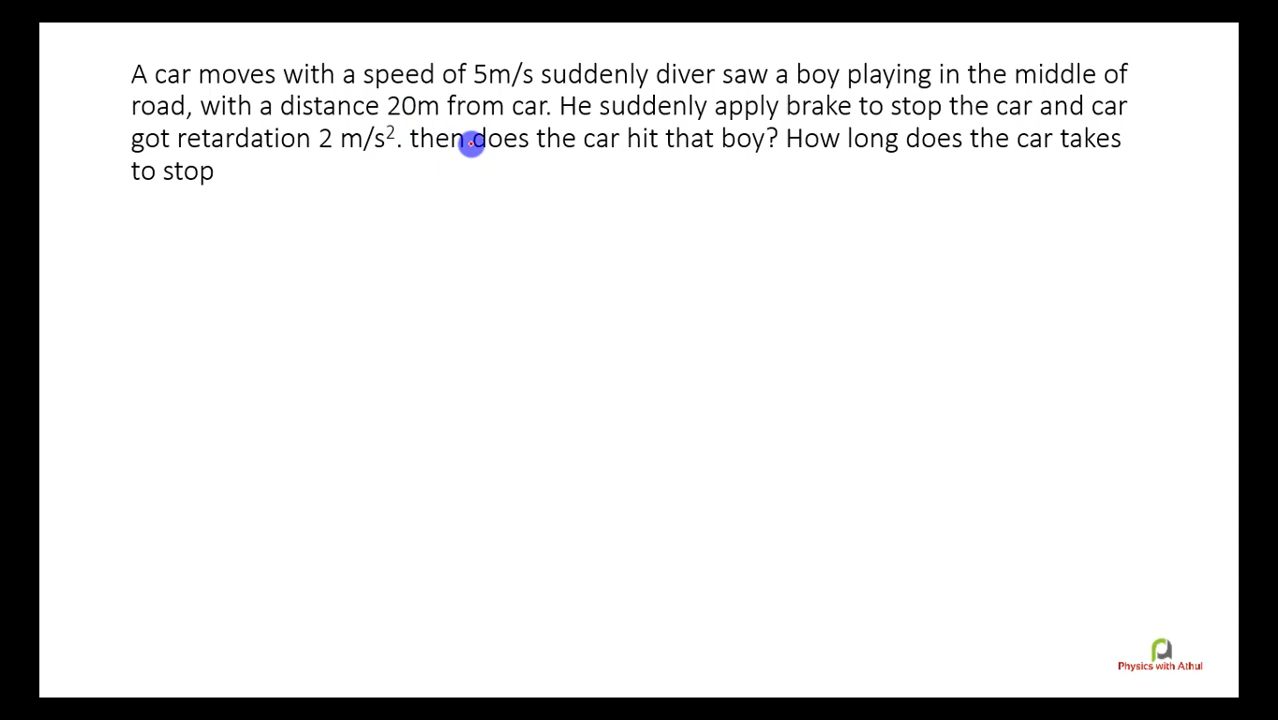 A car moves with a speed of 5m/s suddenly diver saw a boy playing in the middle of
road, with a distance 20m from car. He suddenly apply brake to stop the car and car
got retardation 2 m/s². then does the car hit that boy? How long does the car takes
to stop
Physics with Athul